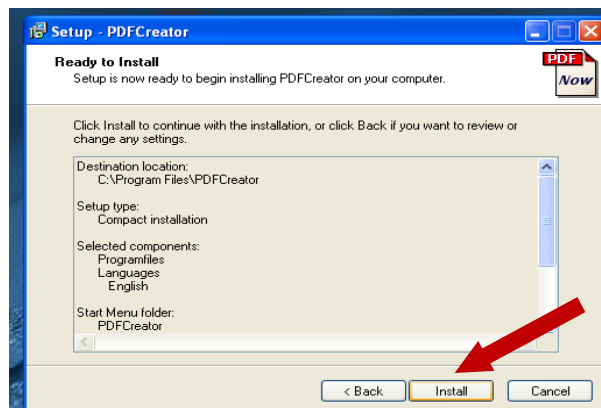 Setup - PDFCreator
Ready to Install
Setup is now ready to begin installing PDFCreator on your computer.
PDF
Now
Click Install to continue with the installation, or click Back if you want to review or
change any settings.
Destination location:
C:\Program Files\PDFCreator
Setup type:
Compact installation
Selected components:
Programfiles
Languages
English
Start Menu folder:
PDFCreator
< Back
Install
Cancel